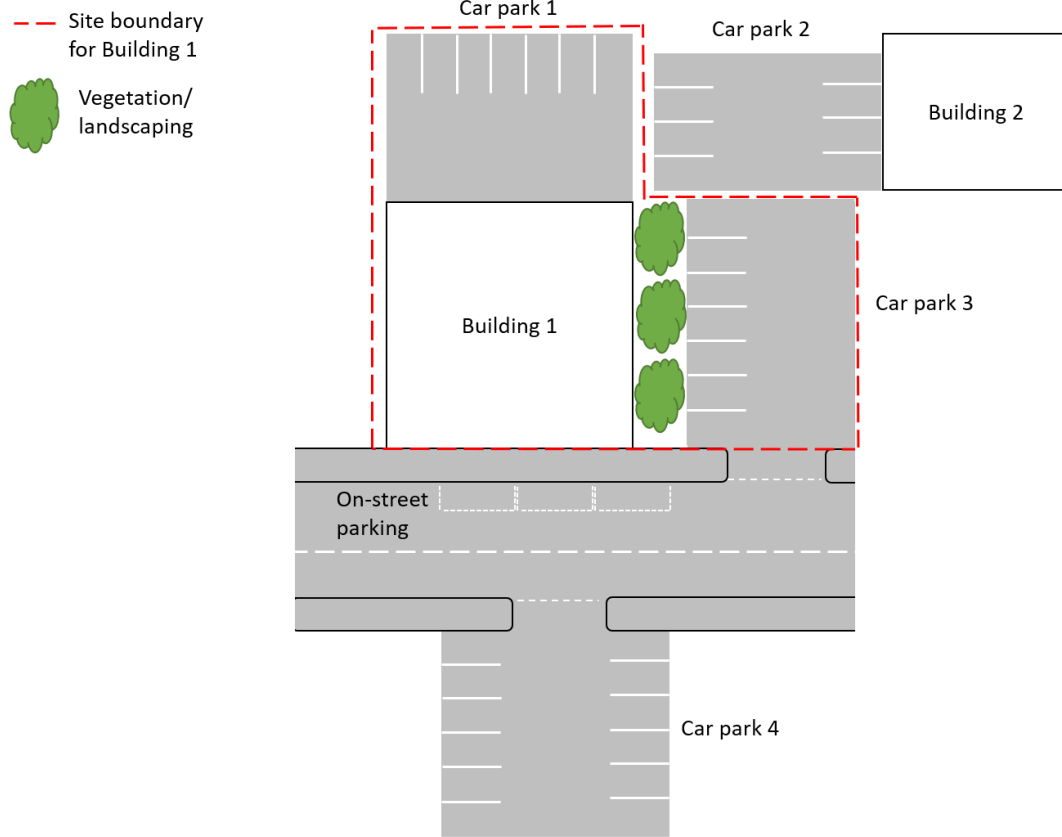 Car park 1
Site boundary
for Building 1
Car park 2
Vegetation/
landscaping
Building 2
Building 1
Car park 3
On-street
parking
Car park 4